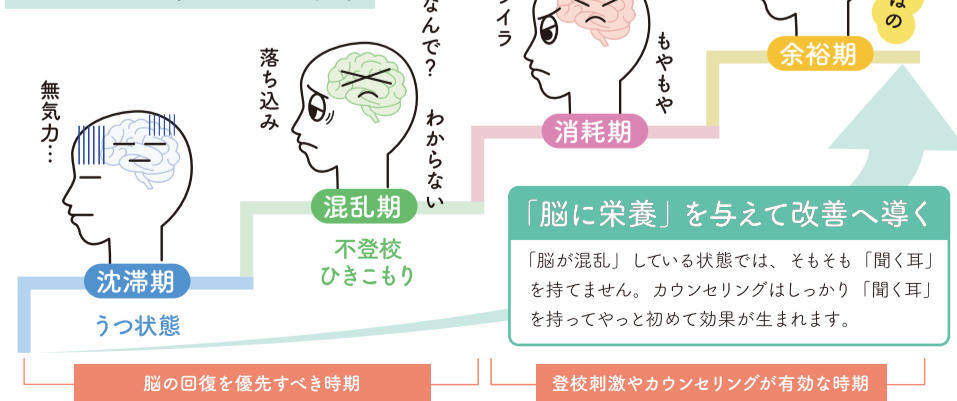 なんで?
イラ
ほの
余裕期
もやもや
落ち込み
わからない
消耗期
無気力…
混乱期
不登校
ひきこもり
沈滞期
うつ状態
「脳に栄養」を与えて改善へ導く
「脳が混乱」している状態では、そもそも「聞く耳」
を持てません。カウンセリングはしっかり「聞く耳」
を持ってやっと初めて効果が生まれます。
脳の回復を優先すべき時期
登校刺激やカウンセリングが有効な時期